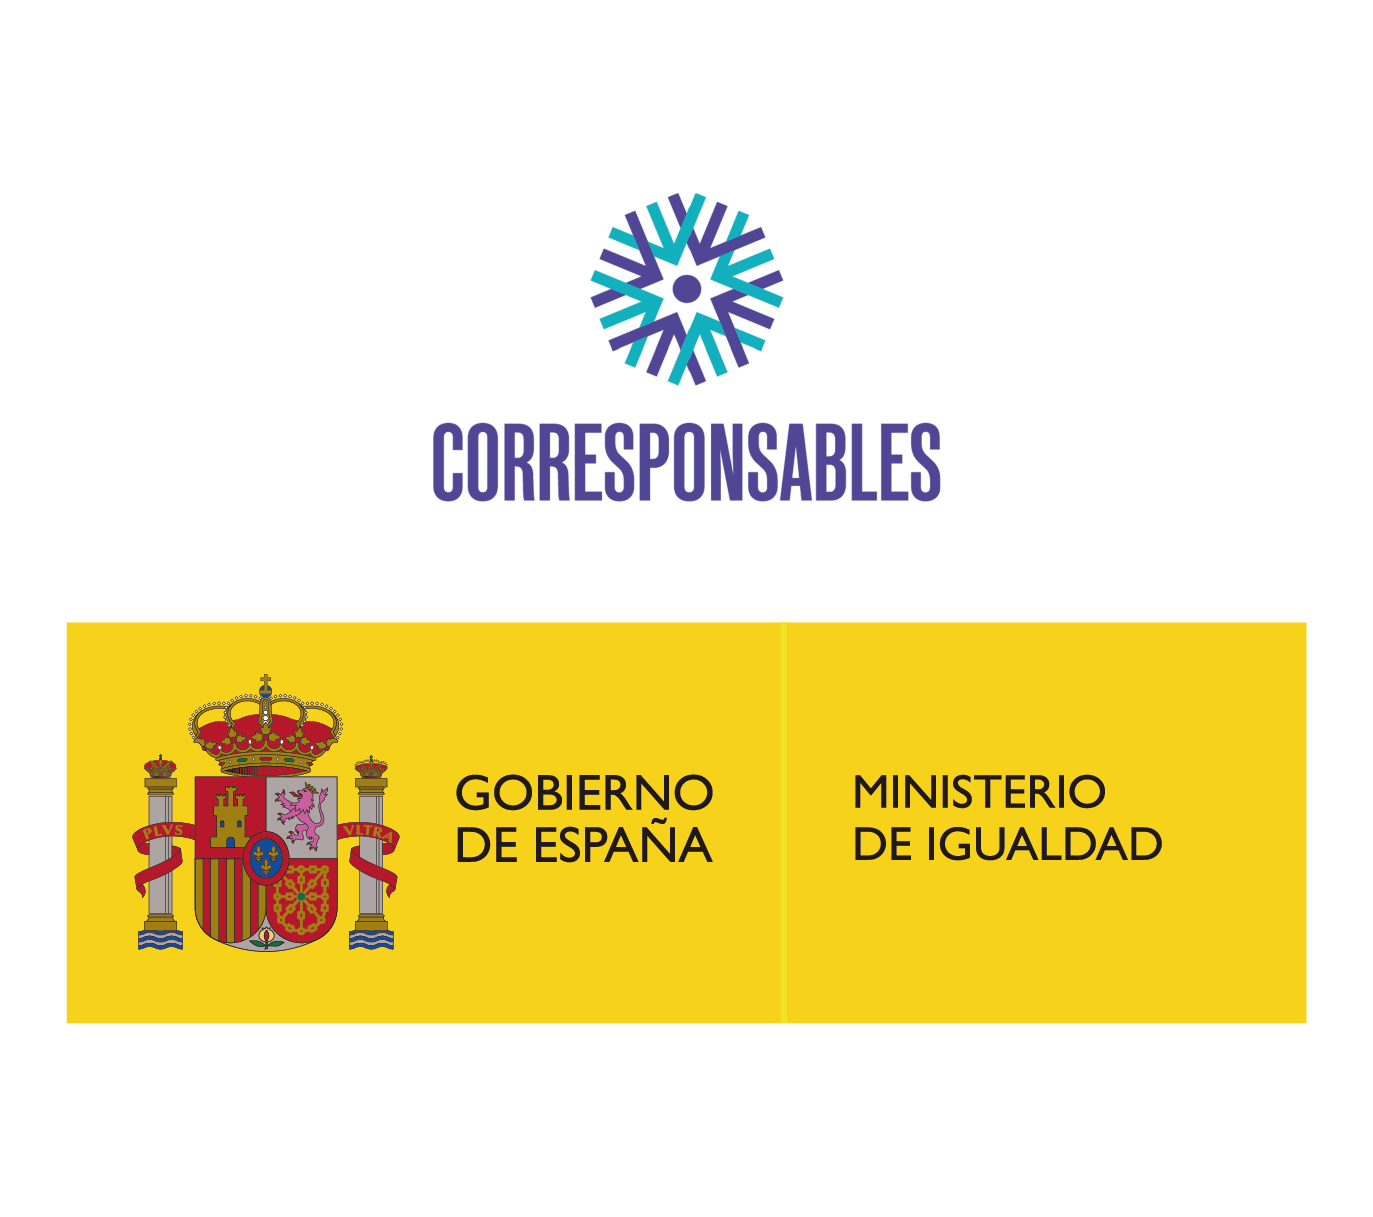 CORRESPONSABLES
PLVS
VLTRA
GOBIERNO
DE ESPAÑA
MINISTERIO
DE IGUALDAD